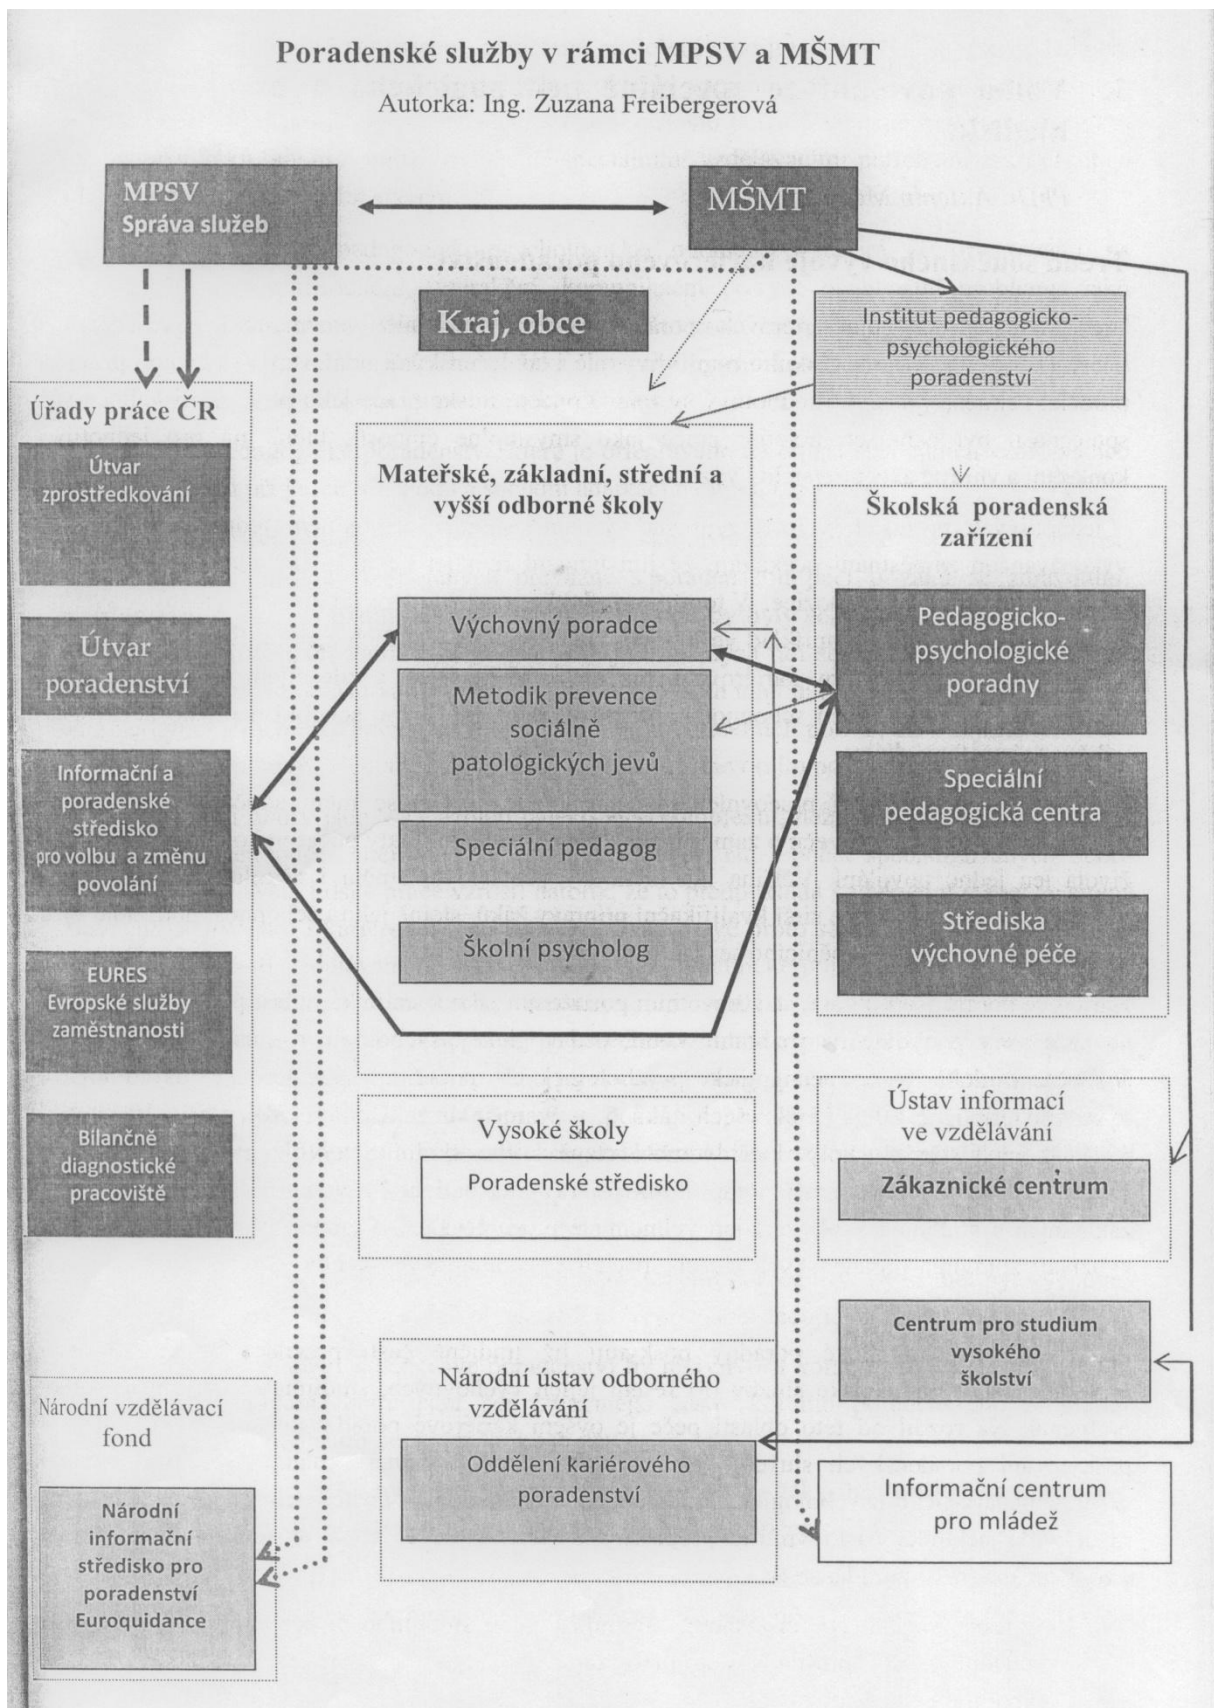 Poradenské služby v rámci MPSV a MŠMT
Autorka: Ing. Zuzana Freibergerová
MPSV
Správa služeb
MŠMT
Kraj, obce
Institut pedagogicko-
psychologického
poradenství
Úřady práce ČR
Útvar
zprostředkování
Útvar
poradenství
Informační a
poradenské
středisko
pro volbu a změnu
povolání
EURES
Evropské služby
zaměstnanosti
Bilančně
diagnostické
pracoviště
Mateřské, základní, střední a
vyšší odborné školy
Výchovný poradce
Metodik prevence
sociálně
patologických jevů
Speciální pedagog
Školní psycholog
Školská poradenská
zařízení
Pedagogicko-
psychologické
poradny
Speciální
pedagogická centra
Střediska
výchovné péče
Vysoké školy
Poradenské středisko
Ústav informací
ve vzdělávání
Zákaznické centrum
Centrum pro studium
vysokého
školství
Národní ústav odborného
vzdělávání
Oddělení kariérového
poradenství
Informační centrum
pro mládež
Národní vzdělávací
fond
Národní
informační
středisko pro
poradenství
Euroquidance